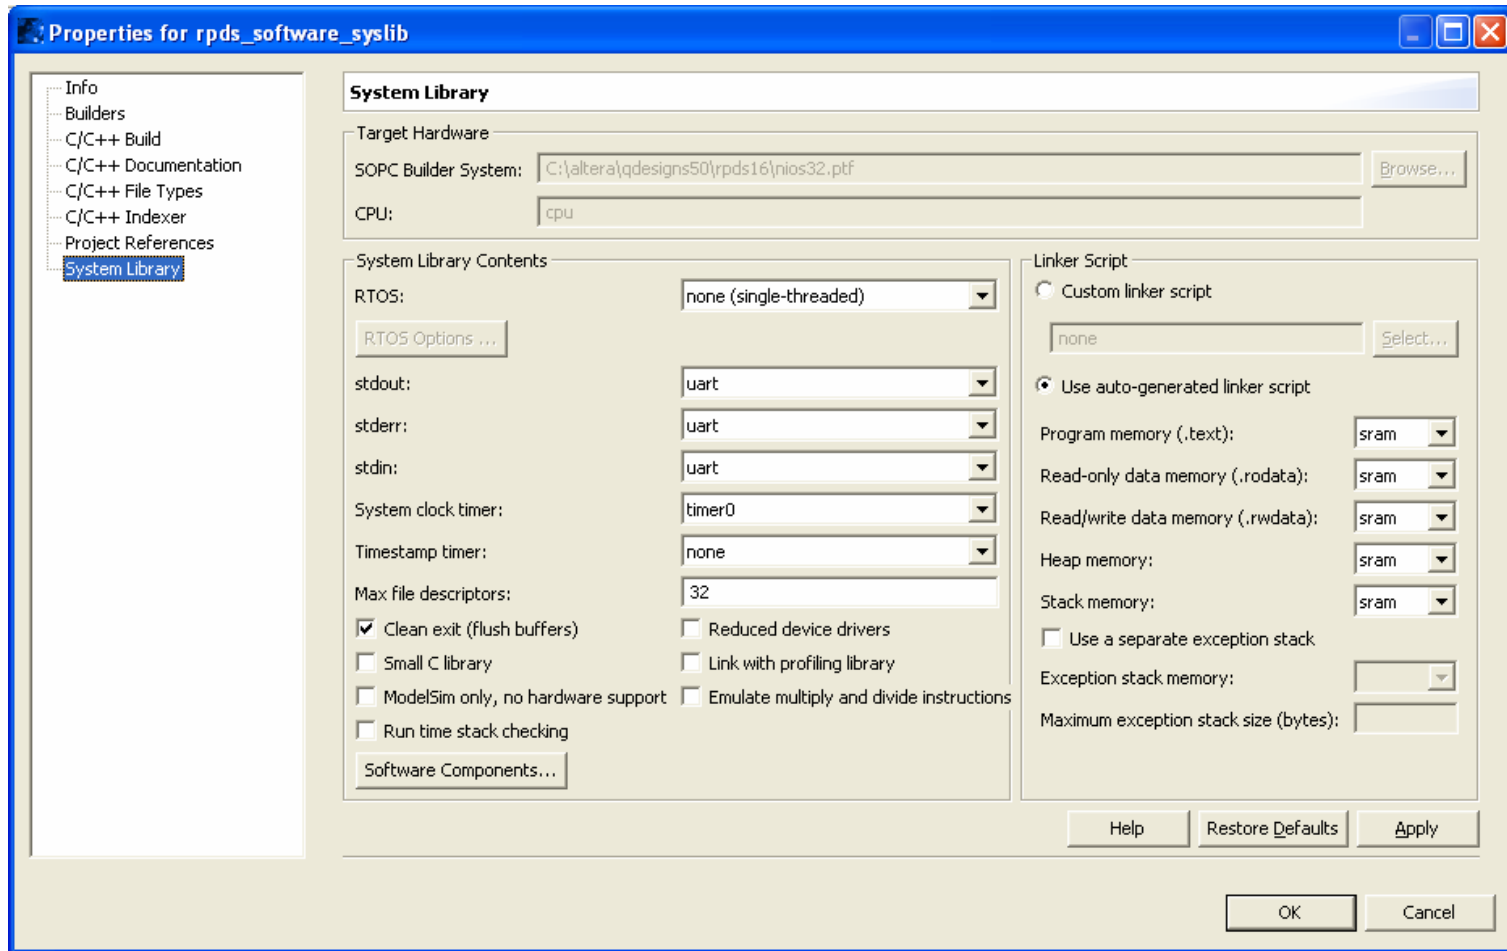 Properties for rpds_software_syslib
Info
Builders
C/C++ Build
C/C++ Documentation
C/C++ File Types
C/C++ Indexer
Project References
System Library
System Library
Target Hardware
SOPC Builder System: C:\altera\qdesigns50\rpds16\nios32.ptf Browse...
CPU: cpu
System Library Contents
RTOS: none (single-threaded)
RTOS Options ...
stdout: uart
stderr: uart
stdin: uart
System clock timer: timer0
Timestamp timer: none
Max file descriptors: 32
Clean exit (flush buffers) Reduced device drivers
Small C library Link with profiling library
ModelSim only, no hardware support Emulate multiply and divide instructions
Run time stack checking
Software Components...
Linker Script
Custom linker script
none Select...
Use auto-generated linker script
Program memory (.text): sram
Read-only data memory (.rodata): sram
Read/write data memory (.rwdata): sram
Heap memory: sram
Stack memory: sram
Use a separate exception stack
Exception stack memory:
Maximum exception stack size (bytes):
Help Restore Defaults Apply
OK Cancel